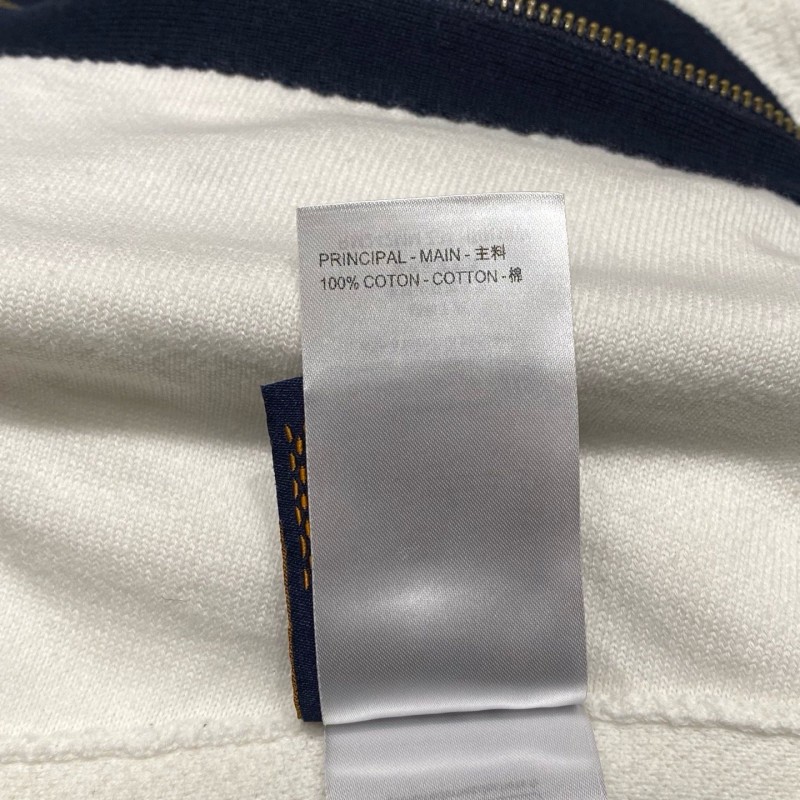 PRINCIPAL - MAIN - 主料
100% COTON - COTTON - 棉